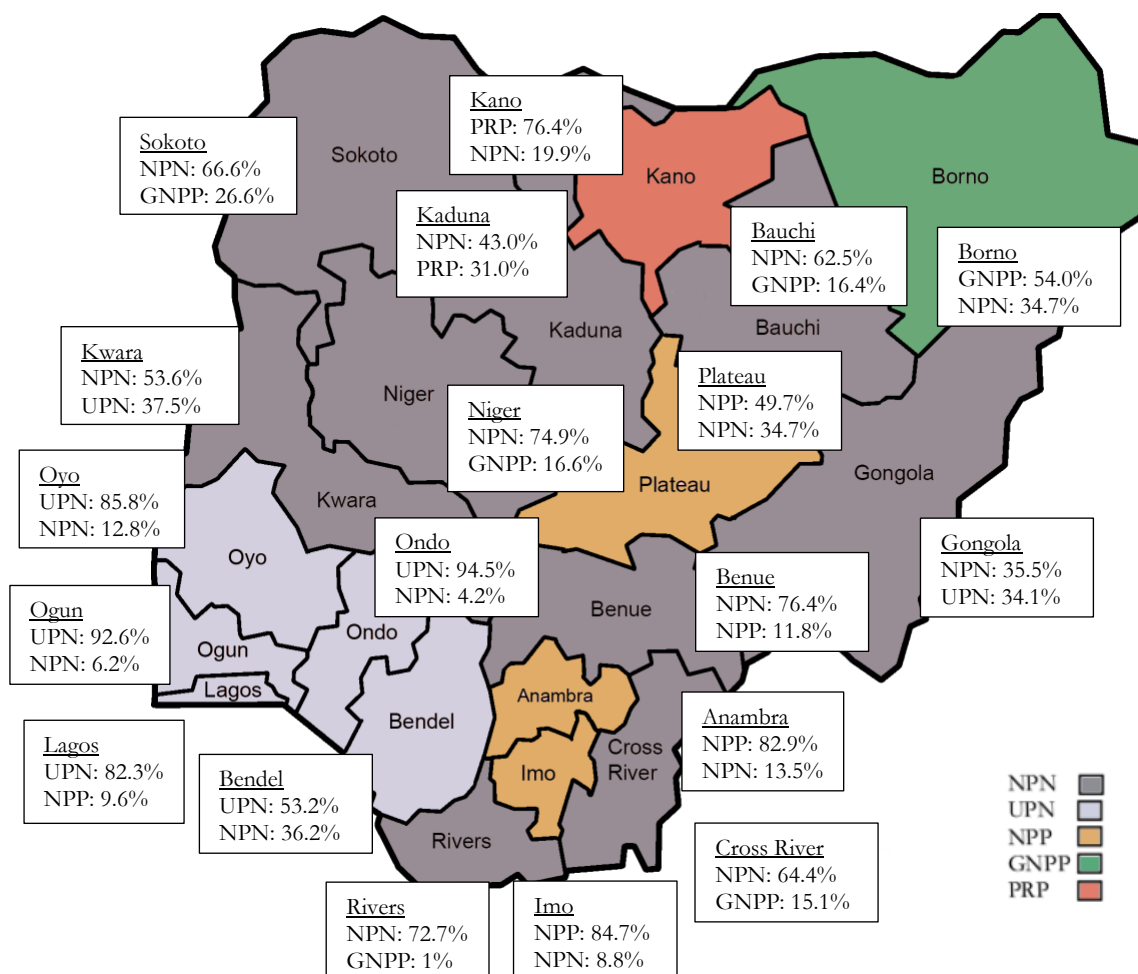 Kano
PRP: 76.4%
NPN: 19.9%
Sokoto
NPN: 66.6%
GNPP: 26.6%
Sokoto
Kano
Borno
Kaduna
NPN: 43.0%
PRP: 31.0%
Bauchi
NPN: 62.5%
GNPP: 16.4%
Borno
GNPP: 54.0%
NPN: 34.7%
Kaduna
Bauchi
Kwara
NPN: 53.6%
UPN: 37.5%
Niger
Niger
NPN: 74.9%
GNPP: 16.6%
Plateau
NPP: 49.7%
NPN: 34.7%
Gongola
Plateau
Oyo
UPN: 85.8%
NPN: 12.8%
Kwara
Oyo
Ondo
UPN: 94.5%
NPN: 4.2%
Gongola
NPN: 35.5%
UPN: 34.1%
Benue
NPN: 76.4%
NPP: 11.8%
Benue
Ogun
UPN: 92.6%
NPN: 6.2%
Ogun
Ondo
Lagos
Bendel
Anambra
Cross
River
Imo
Anambra
NPP: 82.9%
NPN: 13.5%
Lagos
UPN: 82.3%
NPP: 9.6%
Bendel
UPN: 53.2%
NPN: 36.2%
Rivers
Cross River
NPN: 64.4%
GNPP: 15.1%
Rivers
NPN: 72.7%
GNPP: 1%
Imo
NPP: 84.7%
NPN: 8.8%
NPN
UPN
NPP
GNPP
PRP